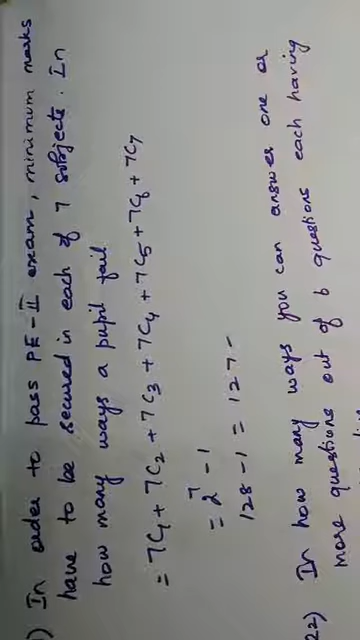 ) In order to pass PE-II exam, minimum marks
have to be secured in each of 7 subjects. In
how many ways a pupil fail
= 7C1 + 7C2 + 7C3 + 7C4 + 7C5 + 7C6 + 7C7
= 2^7 - 1
128 - 1 = 127 -
22) In how many ways you can answer one or
more questions out of 6 questions each having